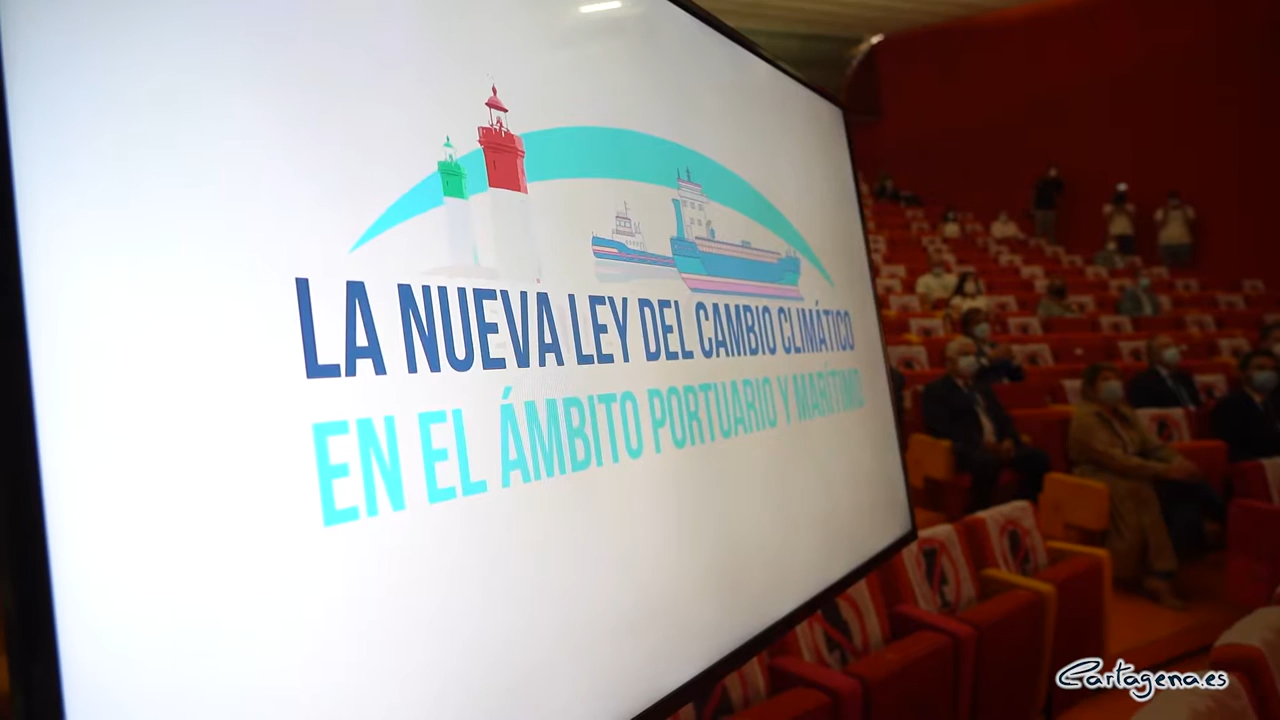 LA NUEVA LEY DEL CAMBIO CLIMÁTICO
EN EL ÁMBITO PORTUARIO Y MARÍTIMO
Cartagena.es